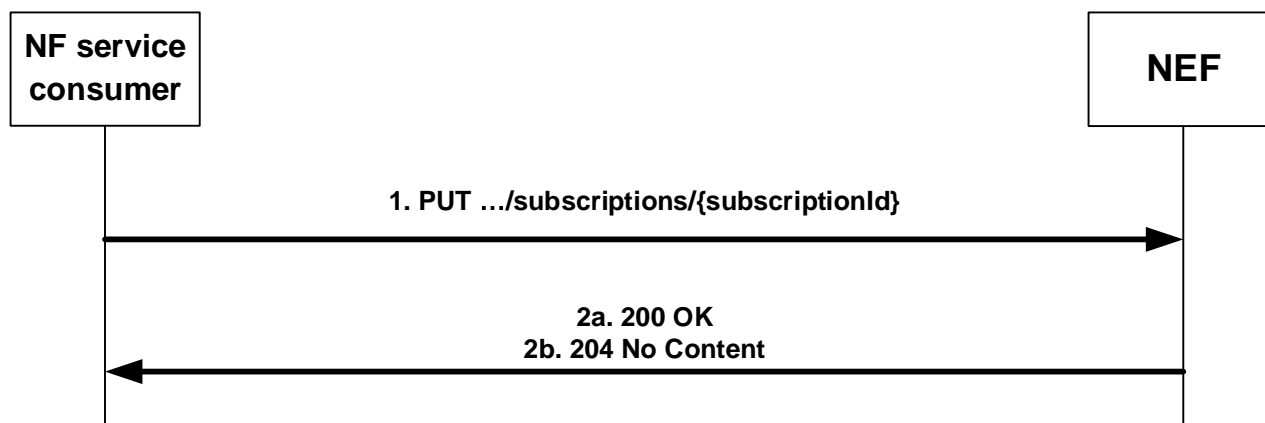 NF service
consumer
NEF
1. PUT …/subscriptions/{subscriptionId}
2a. 200 OK
2b. 204 No Content